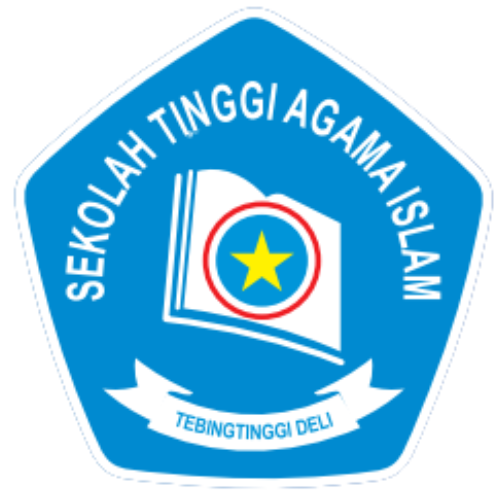 SEKOLAH TINGGI AGAMA ISLAM
TEBINGTINGGI DELI